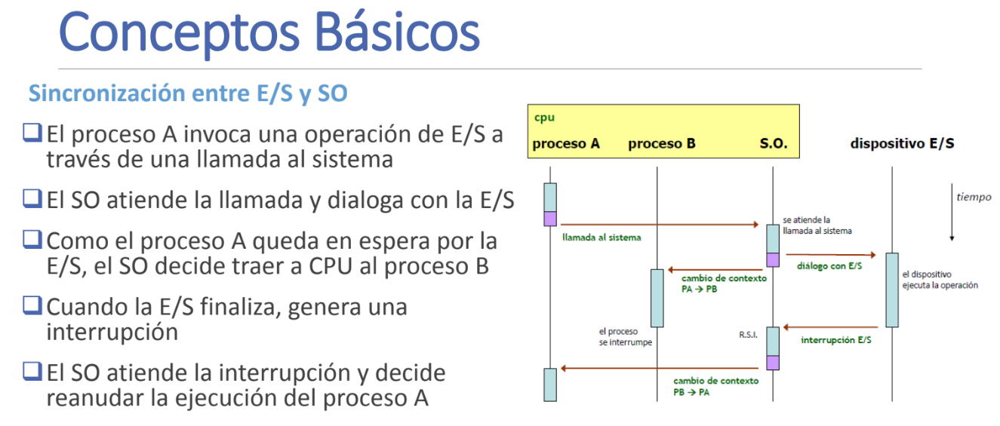 Conceptos Básicos
Sincronización entre E/S y SO
El proceso A invoca una operación de E/S a
través de una llamada al sistema
El SO atiende la llamada y dialoga con la E/S
Como el proceso A queda en espera por la
E/S, el SO decide traer a CPU al proceso B
Cuando la E/S finaliza, genera una
interrupción
El SO atiende la interrupción y decide
reanudar la ejecución del proceso A
cpu
proceso A proceso B S.O. dispositivo E/S
tiempo
se atiende la
llamada al sistema
llamada al sistema
diálogo con E/S
cambio de contexto
PA → PB
el dispositivo
ejecuta la operación
el proceso
se interrumpe
R.S.I.
interrupción E/S
cambio de contexto
PB → PA